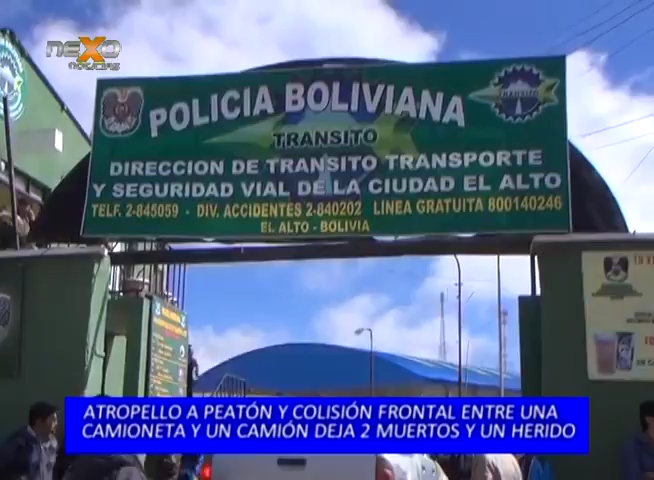 NEXO
NOTICIAS
POLICIA BOLIVIANA
TRANSITO
TRANSITO
DIRECCION DE TRANSITO TRANSPORTE
Y SEGURIDAD VIAL DE LA CIUDAD EL ALTO
TELF. 2-845059 - DIV. ACCIDENTES 2-840202 LINEA GRATUITA 800140246
EL ALTO - BOLIVIA
ATROPELLO A PEATÓN Y COLISIÓN FRONTAL ENTRE UNA
CAMIONETA Y UN CAMIÓN DEJA 2 MUERTOS Y UN HERIDO